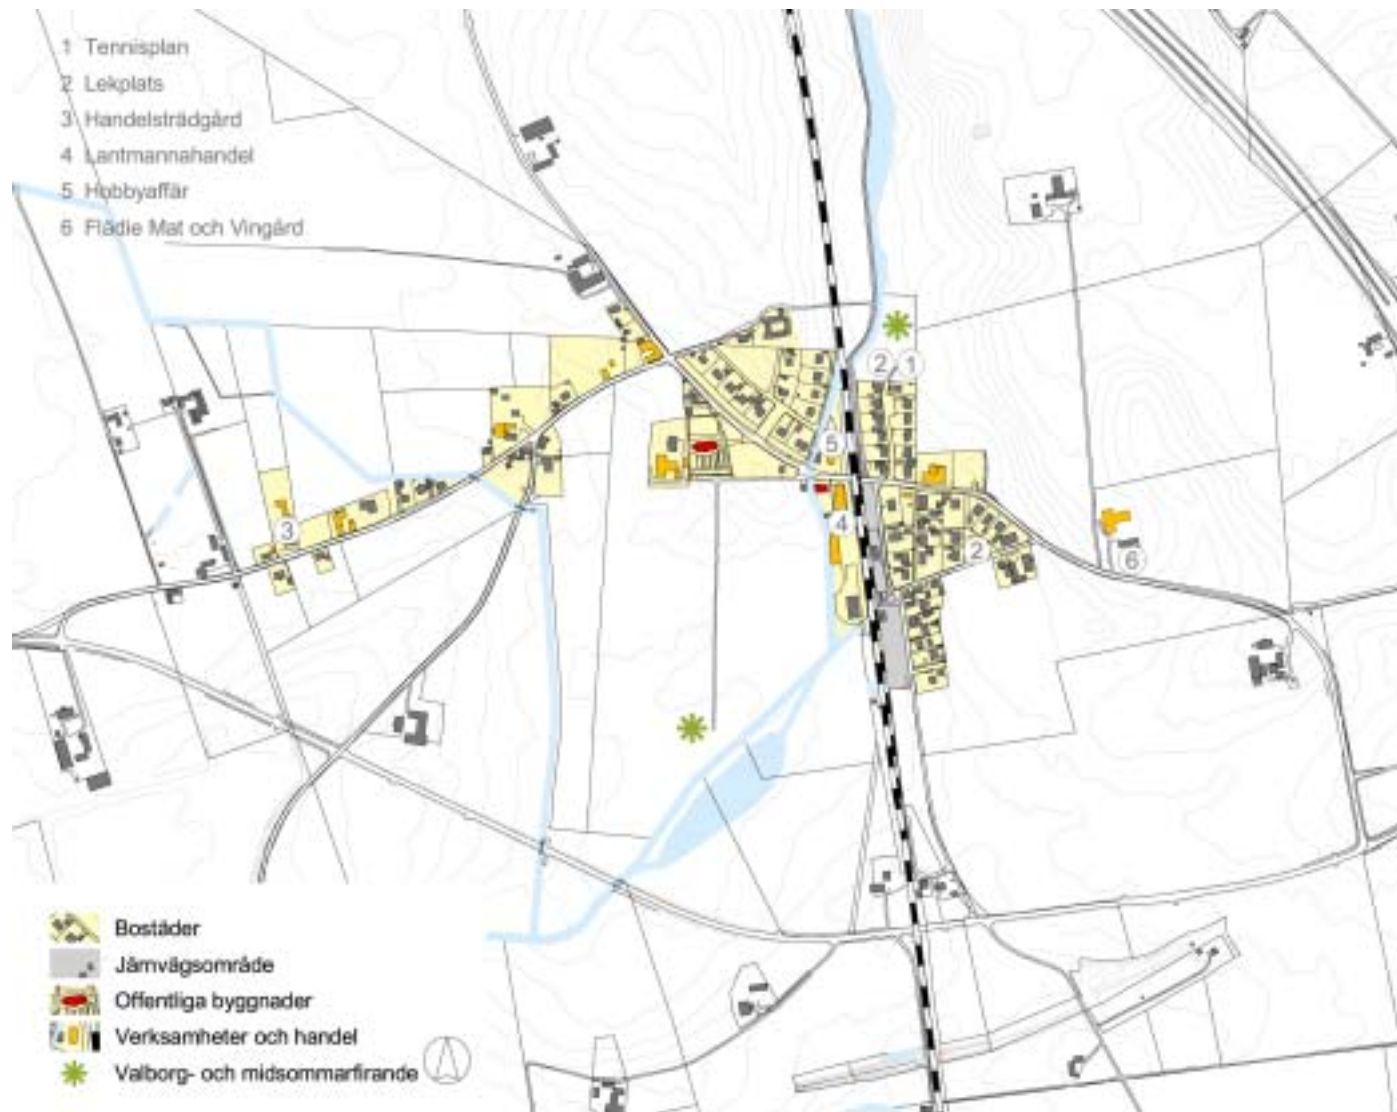 1 Tennisplan
2 Lekplats
3 Handelsträdgård
4 Lantmannahandel
5 Hobbyaffär
6 Flädie Mat och Vingård
2 1
5
4
3
2
6
Bostäder
Järnvägsområde
Offentliga byggnader
Verksamheter och handel
Valborg- och midsommarfirande